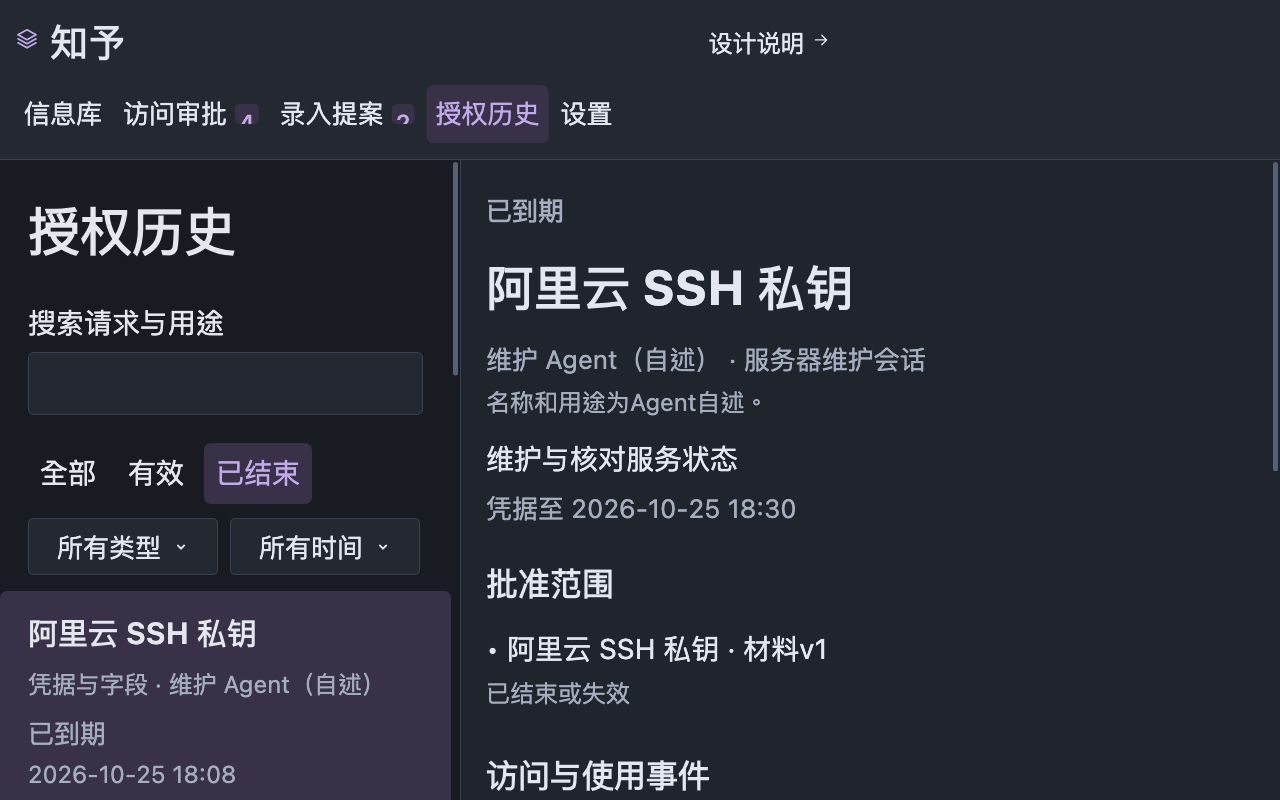 知予
设计说明 →
信息库 访问审批 4 录入提案 授权历史 设置
授权历史
搜索请求与用途
全部 有效 已结束
所有类型 所有时间
阿里云 SSH 私钥
凭据与字段 · 维护 Agent（自述）
已到期
2026-10-25 18:08
已到期
阿里云 SSH 私钥
维护 Agent（自述） · 服务器维护会话
名称和用途为Agent自述。
维护与核对服务状态
凭据至 2026-10-25 18:30
批准范围
• 阿里云 SSH 私钥 · 材料v1
已结束或失效
访问与使用事件